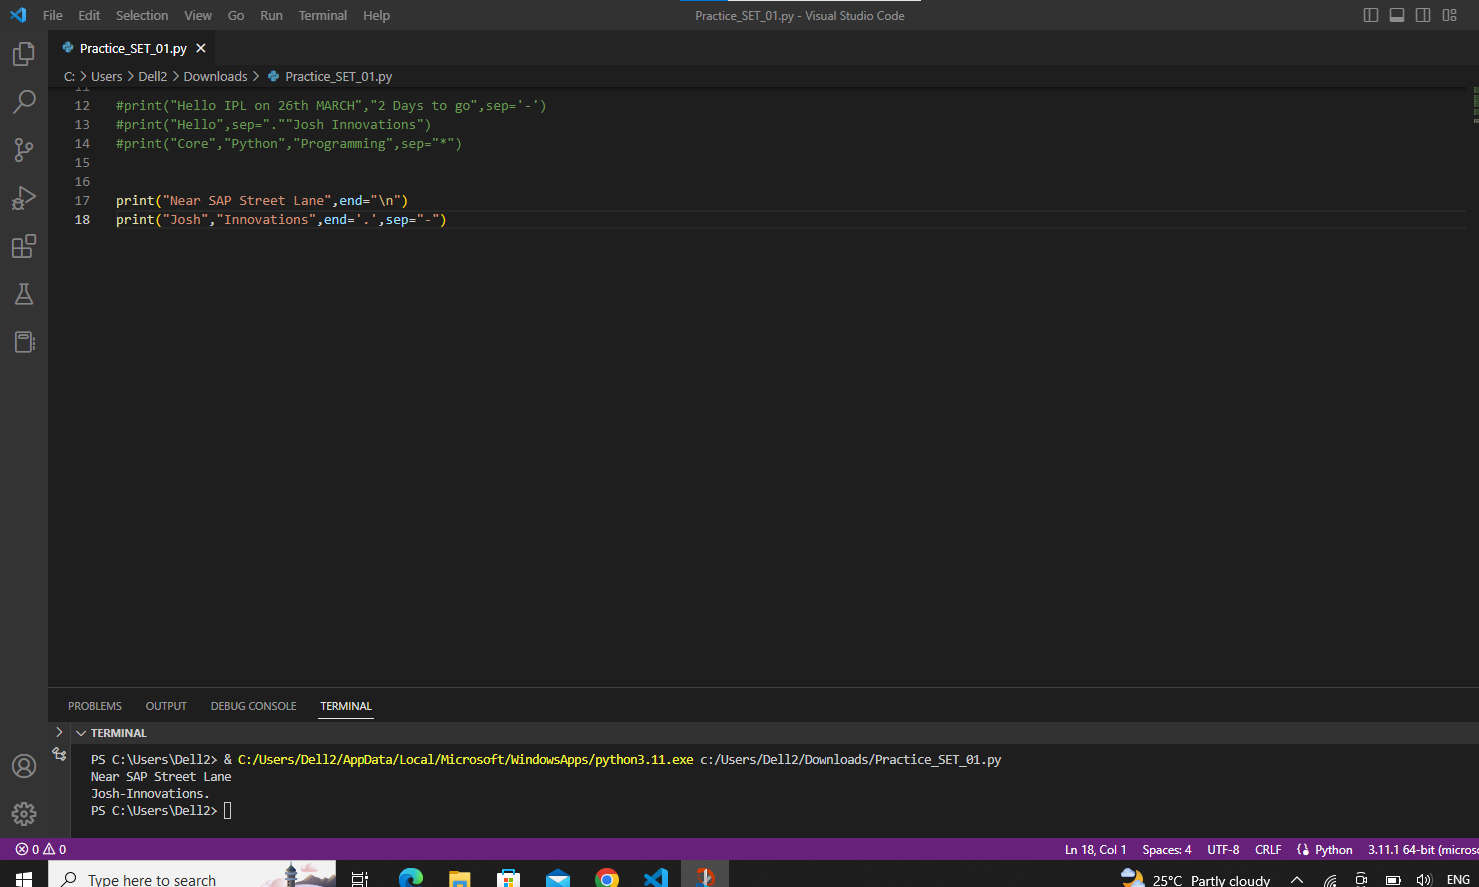 File Edit Selection View Go Run Terminal Help
Practice_SET_01.py - Visual Studio Code
Practice_SET_01.py
C: > Users > Dell2 > Downloads > Practice_SET_01.py
11
12 #print("Hello IPL on 26th MARCH","2 Days to go",sep='-')
13 #print("Hello",sep=".""Josh Innovations")
14 #print("Core","Python","Programming",sep="*")
15
16
17 print("Near SAP Street Lane",end="\n")
18 print("Josh","Innovations",end='.',sep="-")
PROBLEMS OUTPUT DEBUG CONSOLE TERMINAL
TERMINAL
PS C:\Users\Dell2> & C:/Users/Dell2/AppData/Local/Microsoft/WindowsApps/python3.11.exe c:/Users/Dell2/Downloads/Practice_SET_01.py
Near SAP Street Lane
Josh-Innovations.
PS C:\Users\Dell2>
0 0 Ln 18, Col 1 Spaces: 4 UTF-8 CRLF Python 3.11.1 64-bit (micros
Type here to search 25°C Partly cloudy ENG